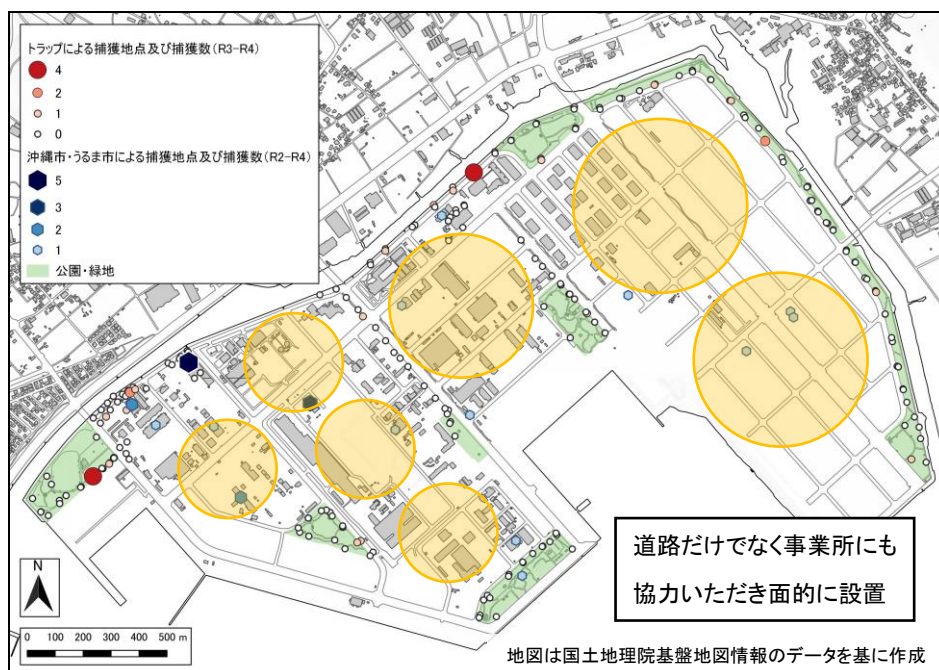 トラップによる捕獲地点及び捕獲数(R3-R4)
4
2
1
0
沖縄市・うるま市による捕獲地点及び捕獲数(R2-R4)
5
3
2
1
公園・緑地
道路だけでなく事業所にも
協力いただき面的に設置
N
0 100 200 300 400 500 m
地図は国土地理院基盤地図情報のデータを基に作成